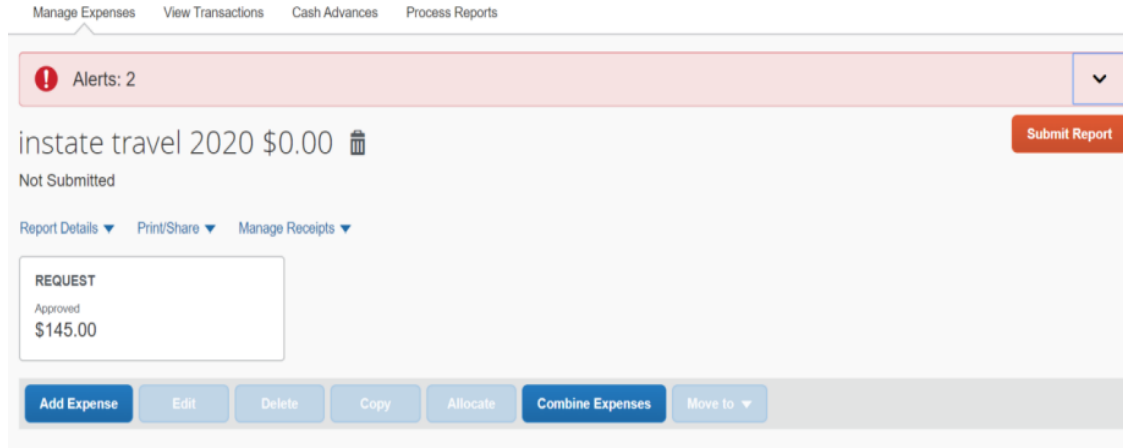 Manage Expenses View Transactions Cash Advances Process Reports
Alerts: 2
instate travel 2020 $0.00
Submit Report
Not Submitted
Report Details Print/Share Manage Receipts
REQUEST
Approved
$145.00
Add Expense Edit Delete Copy Allocate Combine Expenses Move to